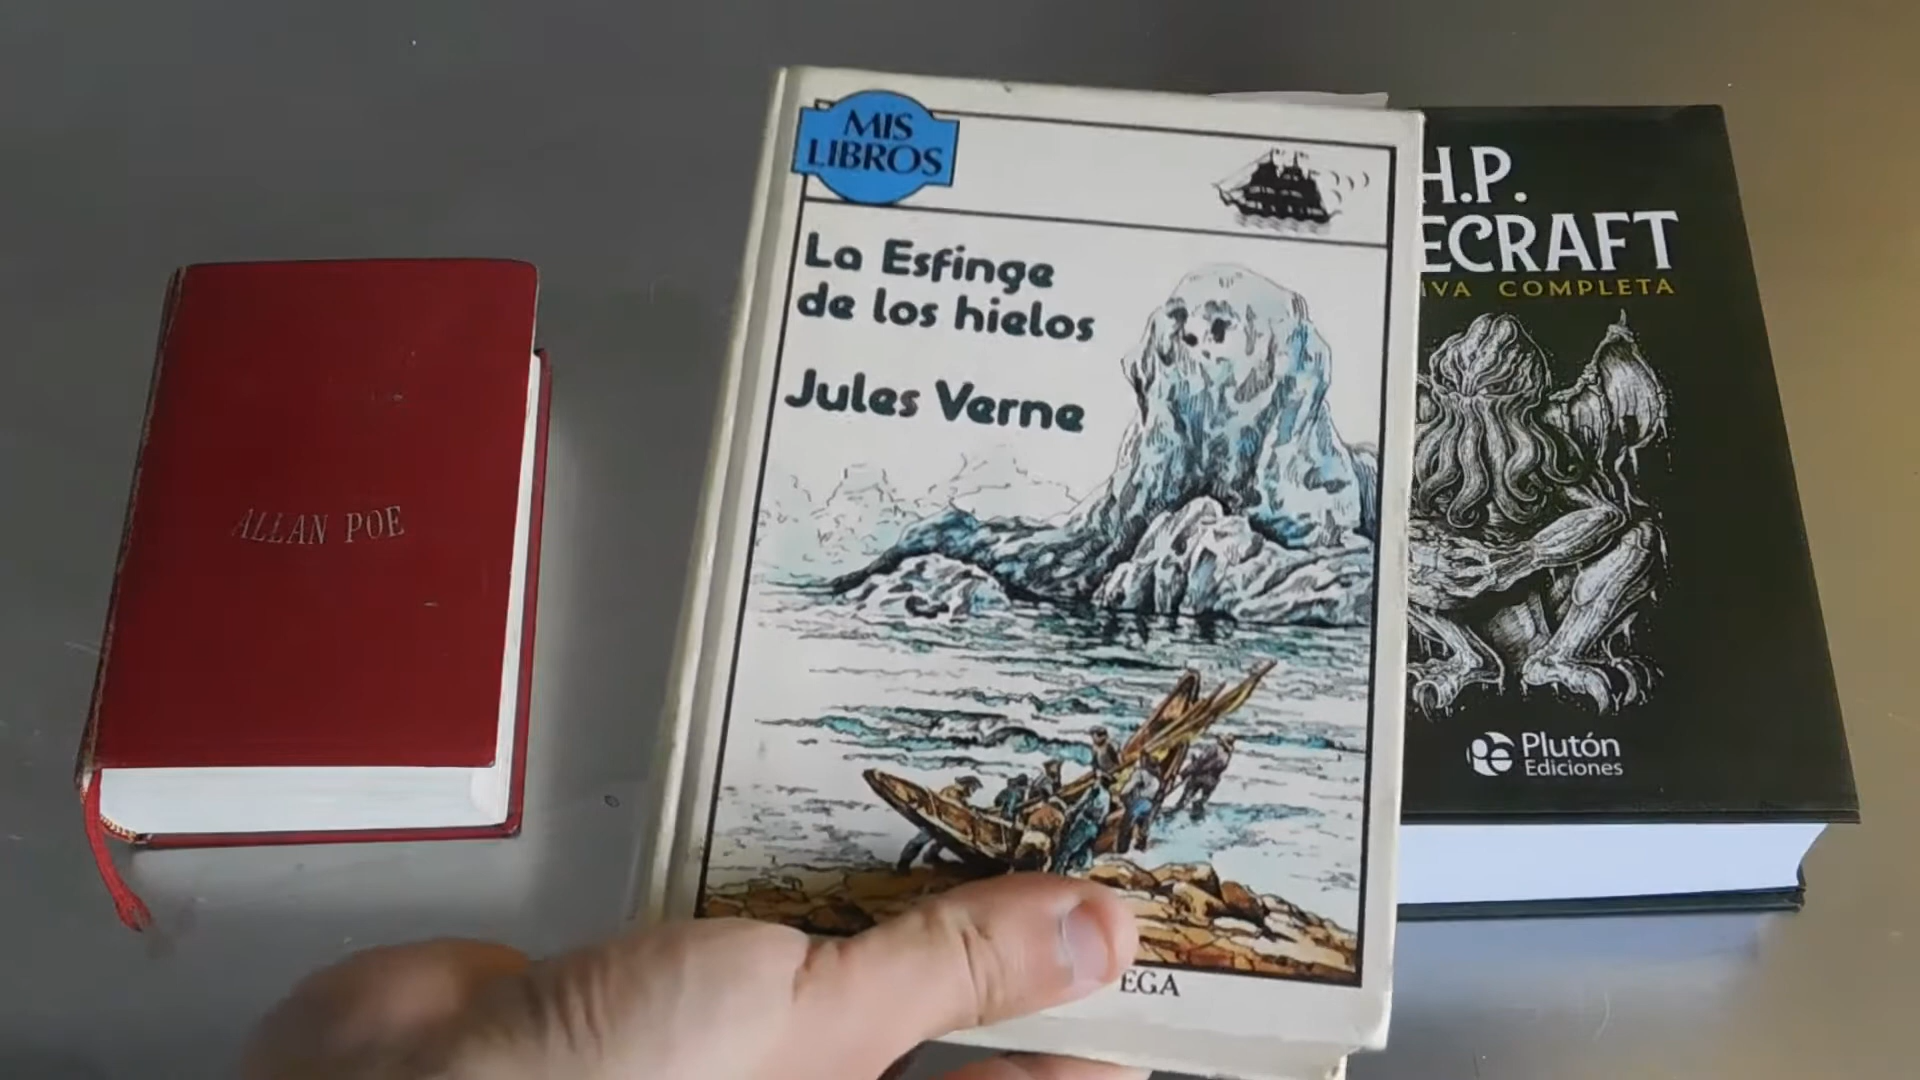 ALLAN POE
MIS
LIBROS
La Esfinge
de los hielos
Jules Verne
EGA
H.P.
ECRAFT
IVA COMPLETA
Plutón
Ediciones